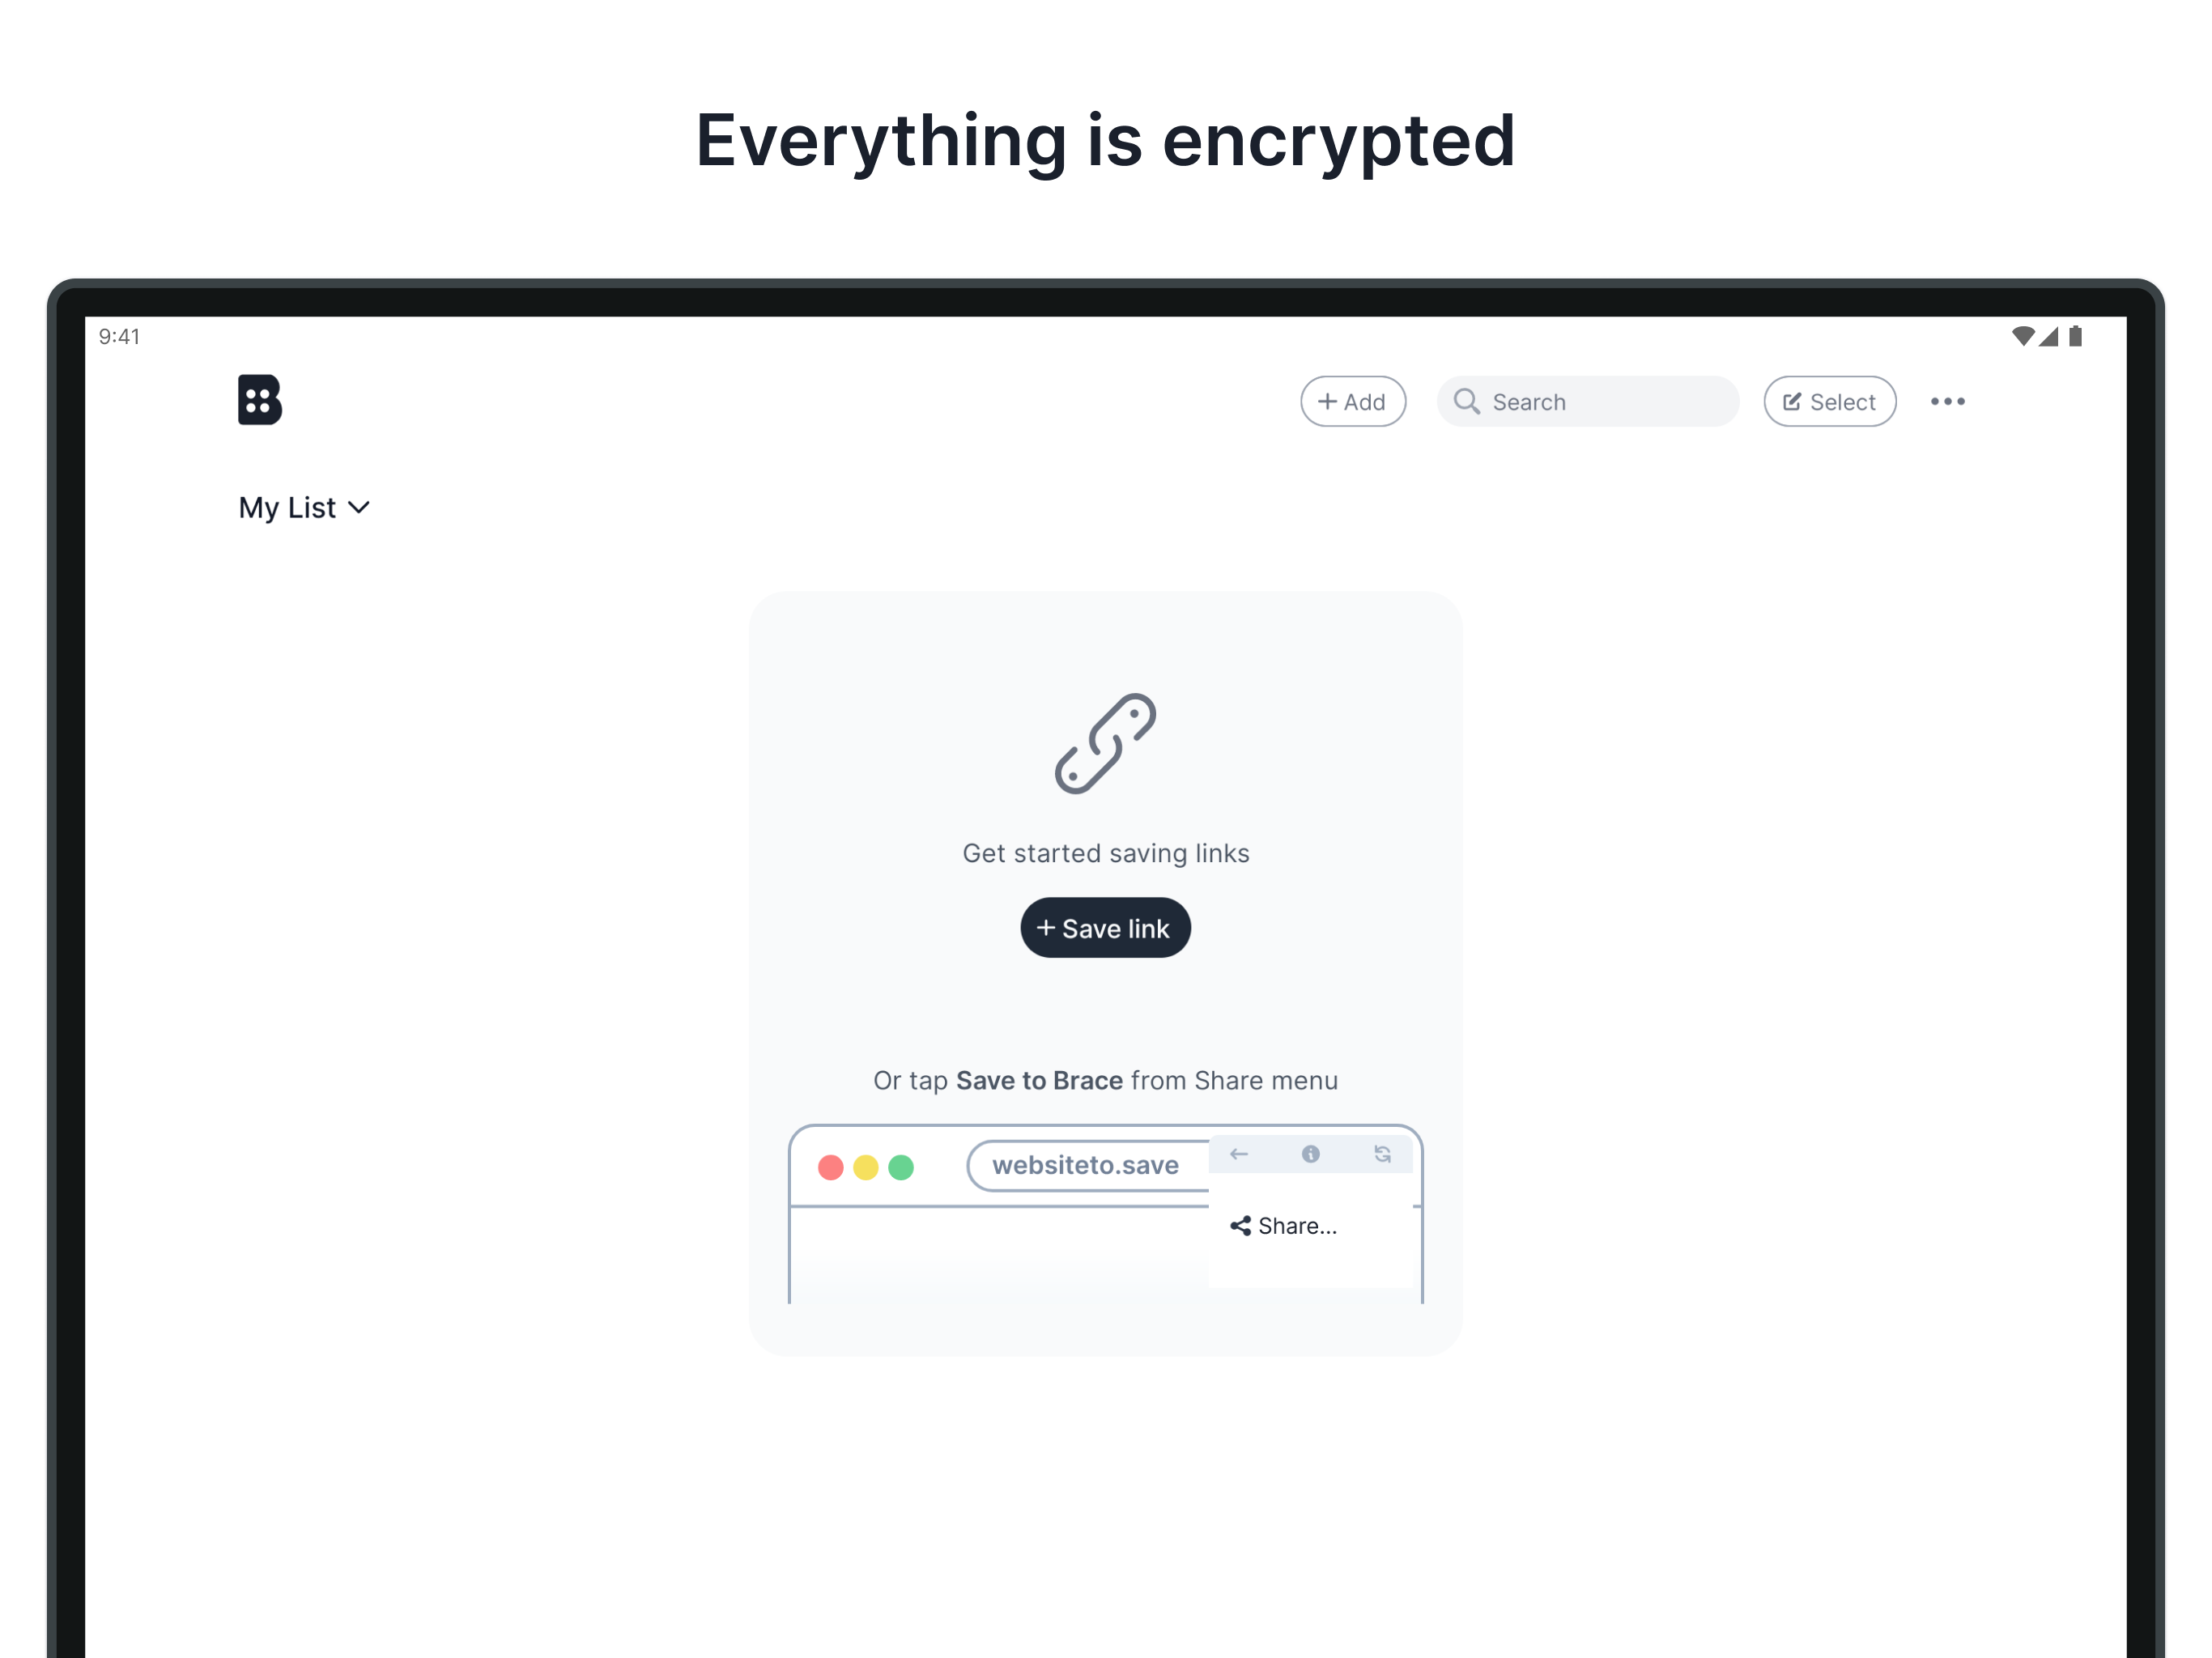 Everything is encrypted
9:41
Add
Search
Select
My List
Get started saving links
+ Save link
Or tap Save to Brace from Share menu
websiteto.save
Share...